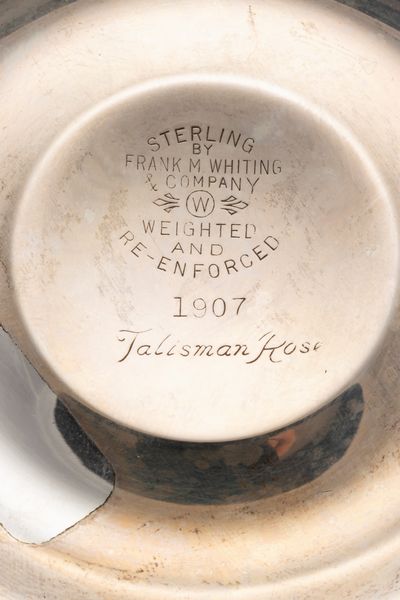 STERLING
BY
FRANK M. WHITING
& COMPANY
W
WEIGHTED
AND
RE-ENFORCED
1907
Talisman Rose